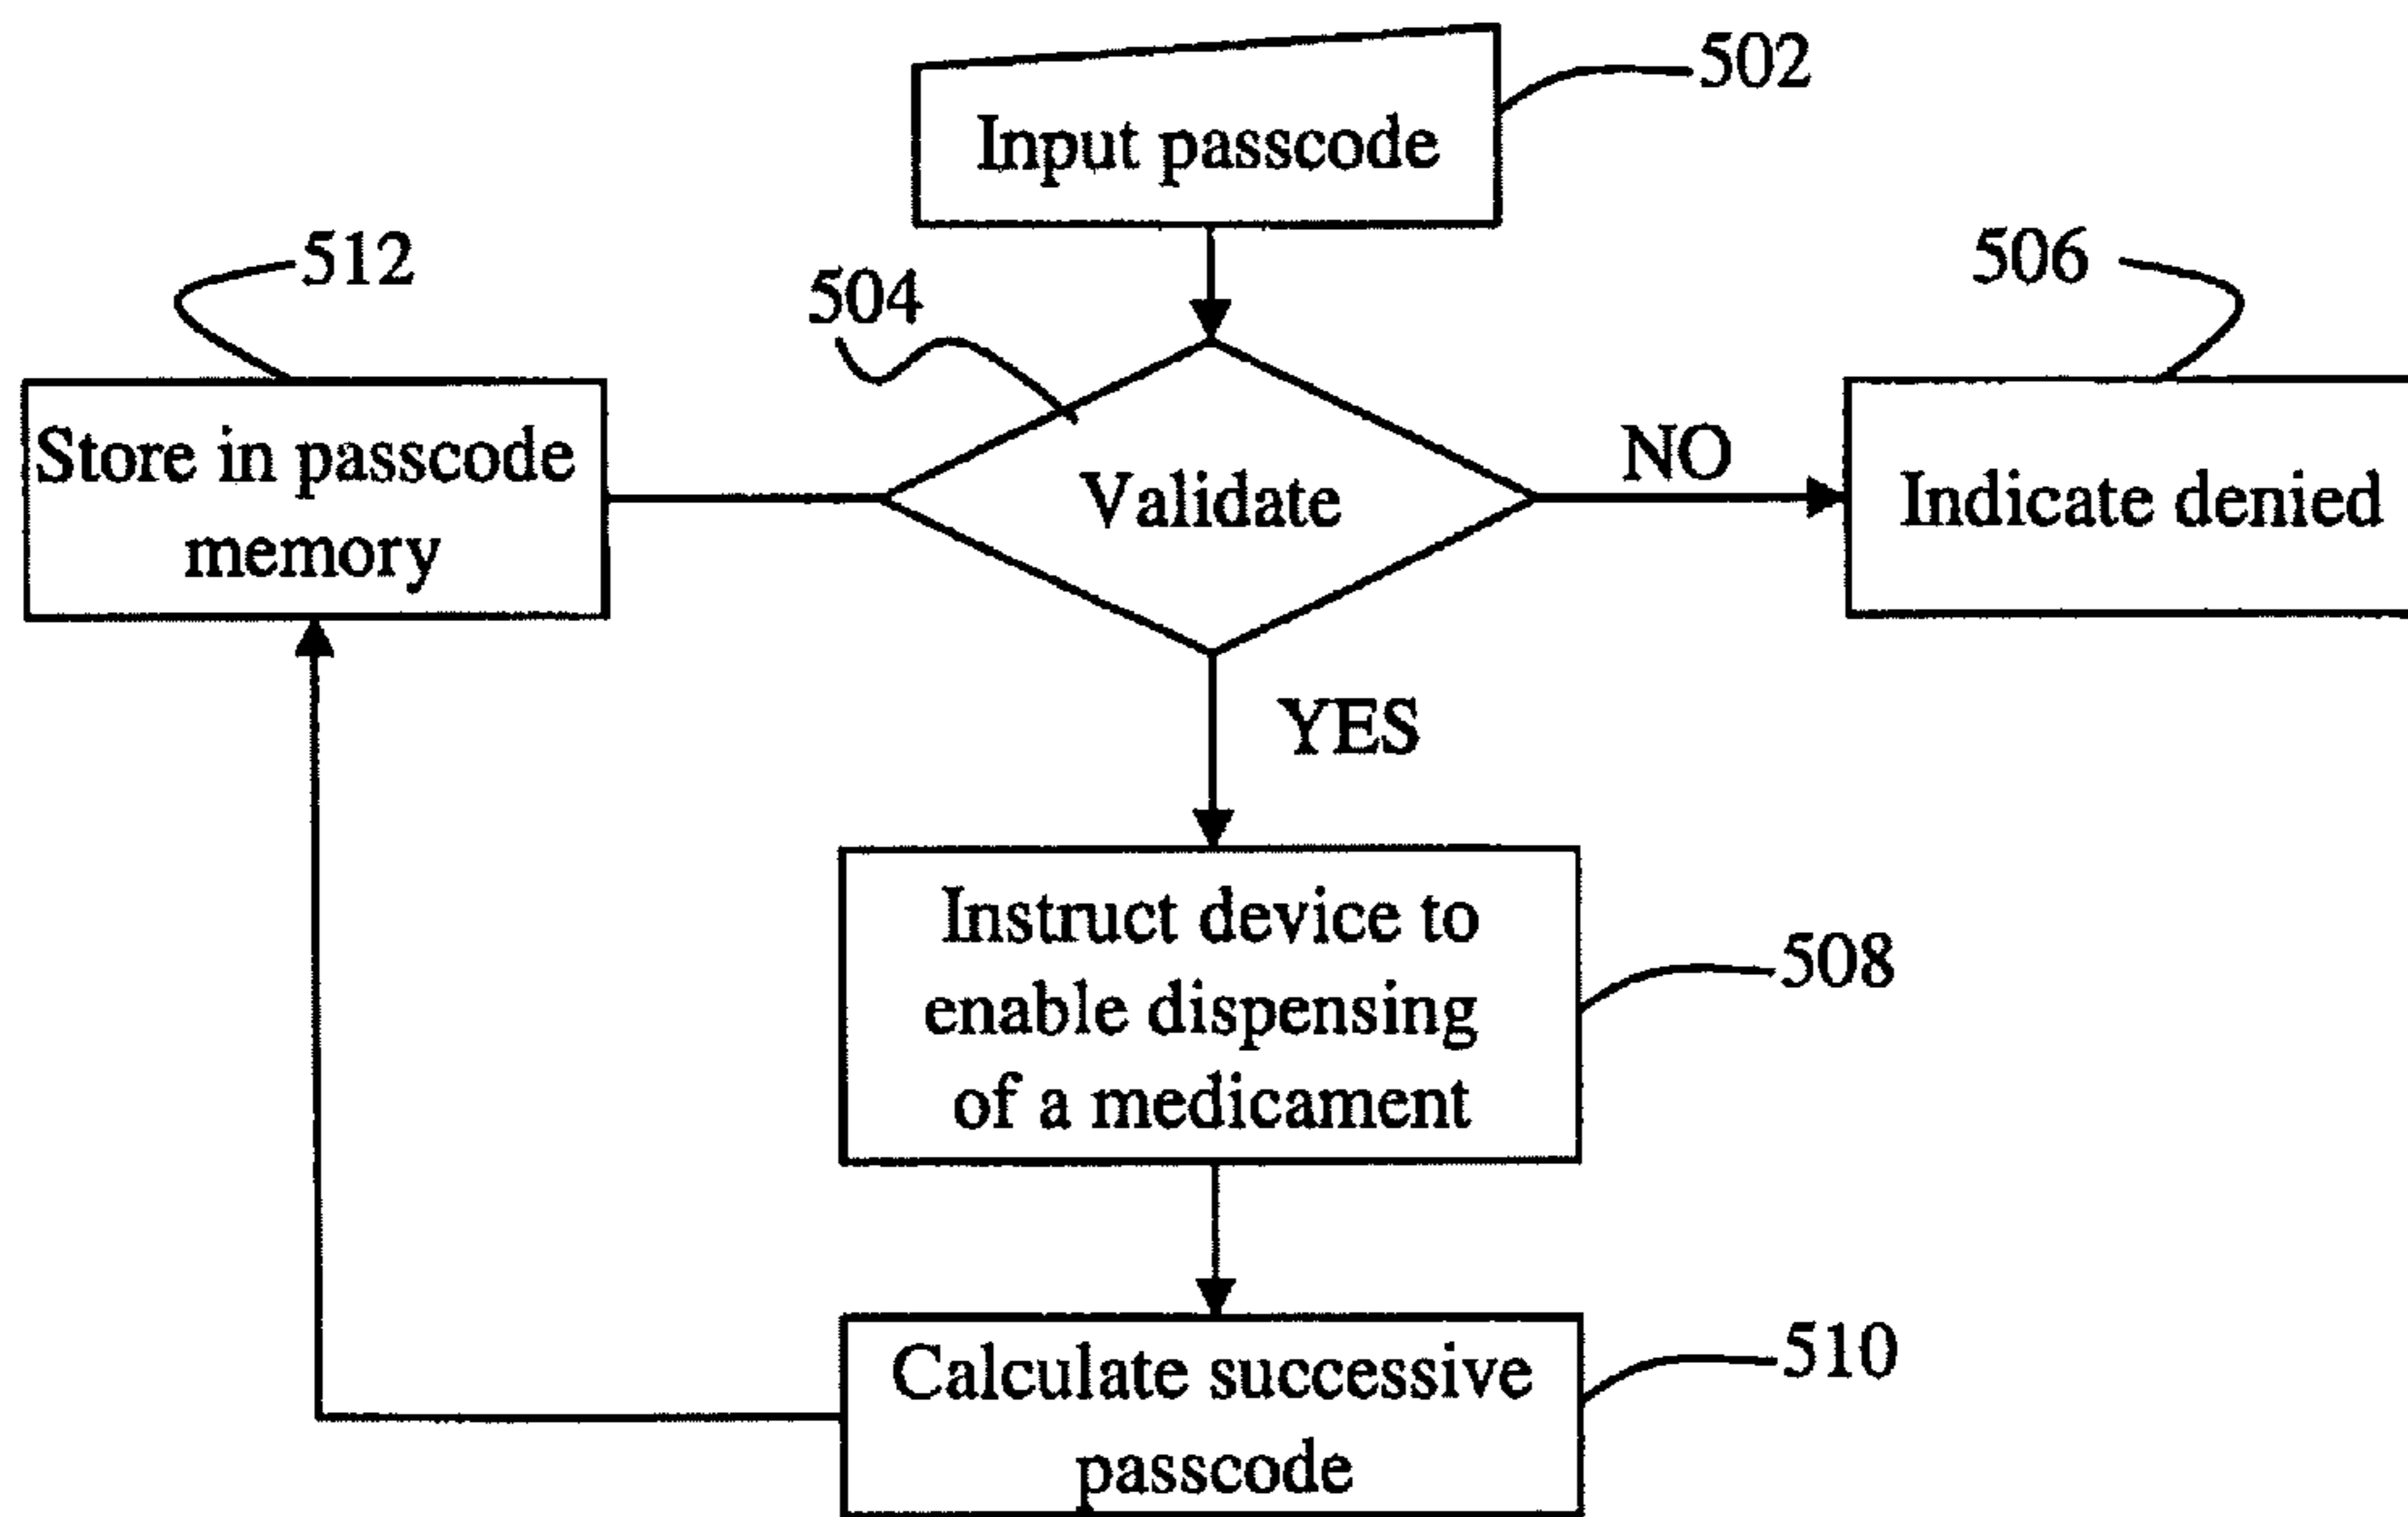 502
Input passcode
512
504
506
Store in passcode
memory
Validate
NO
Indicate denied
YES
Instruct device to
enable dispensing
of a medicament
508
Calculate successive
passcode
510